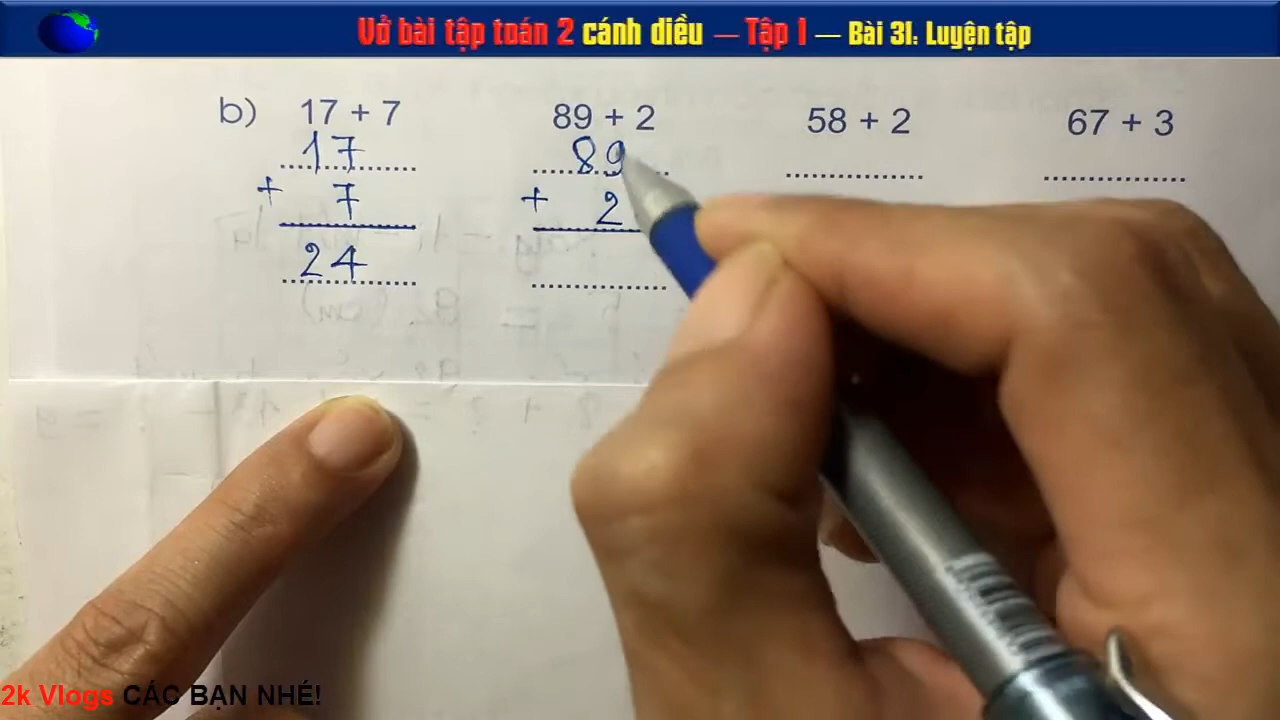 Vở bài tập toán 2 cánh diều — Tập 1 — Bài 31: Luyện tập
b) 17 + 7 89 + 2 58 + 2 67 + 3
17 89
+ 7 + 2
24
2k Vlogs CÁC BẠN NHÉ!